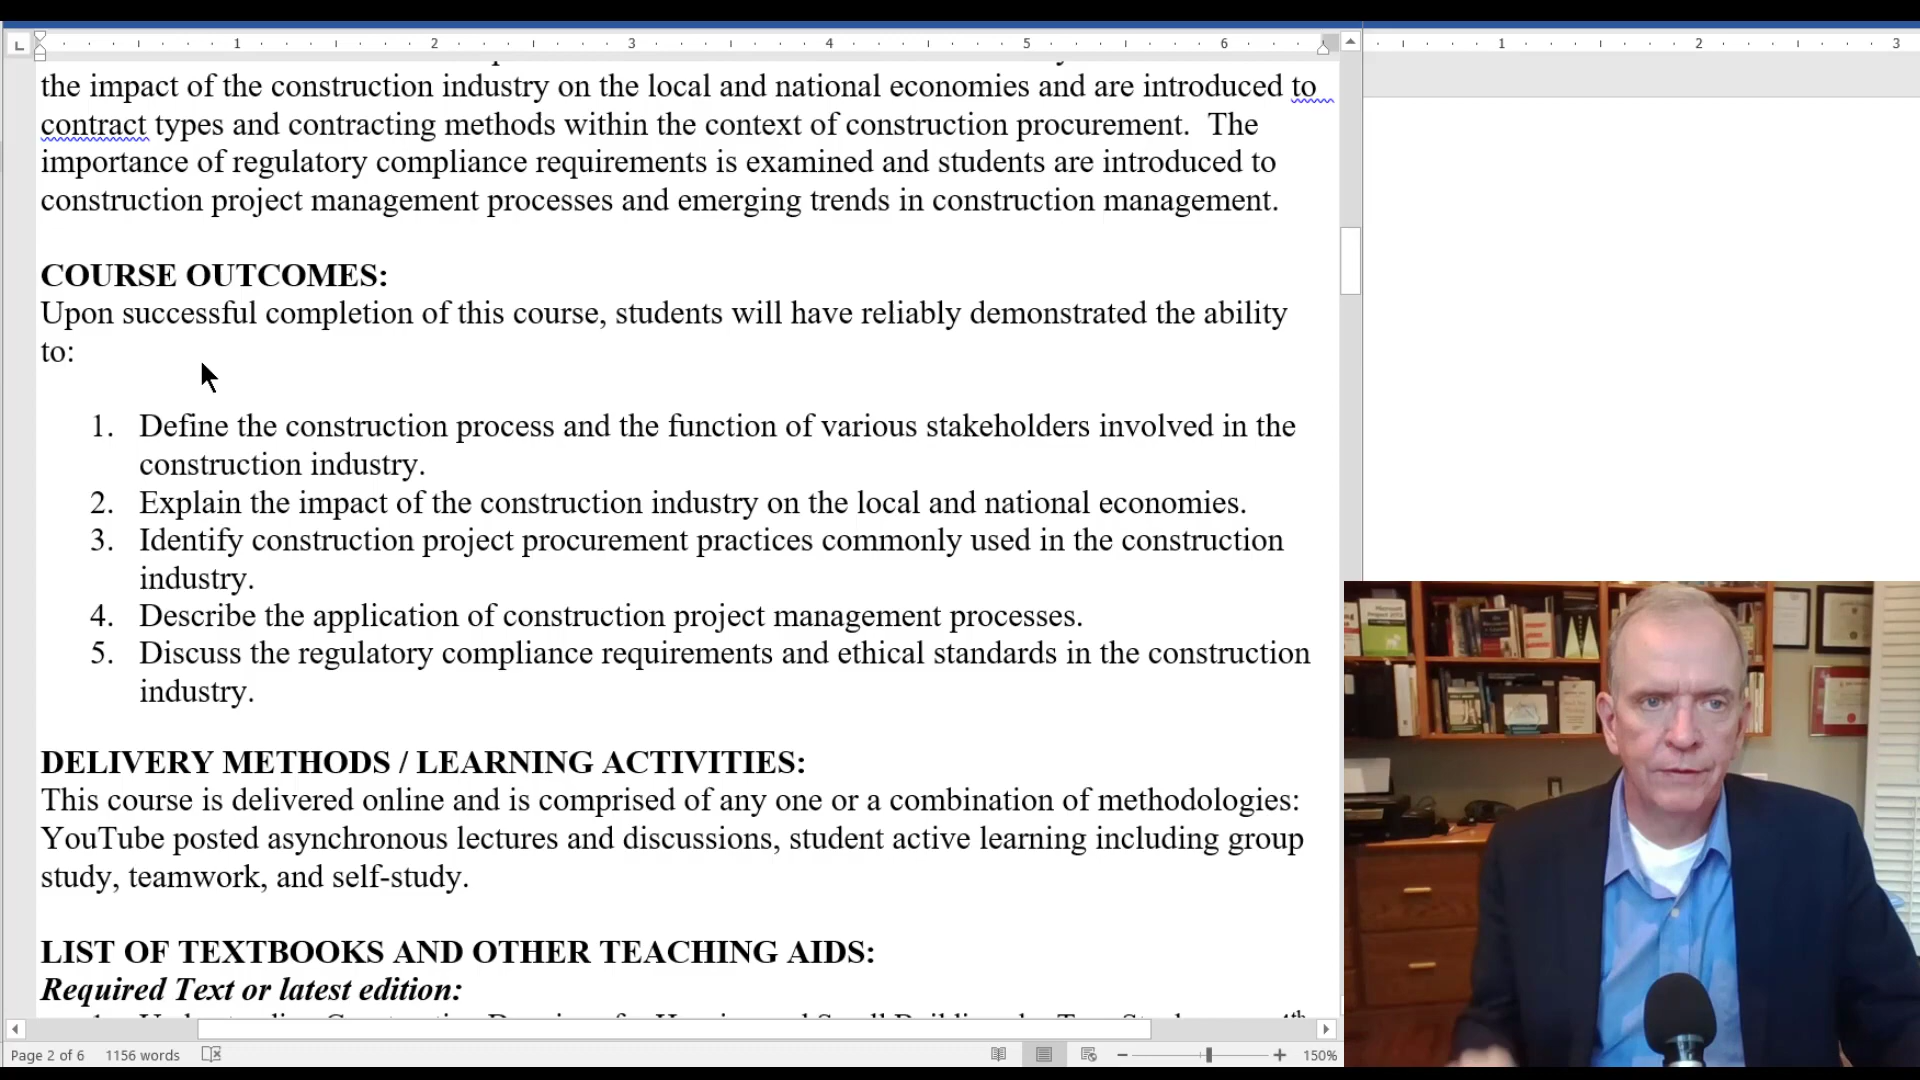 1 2 3 4 5 6 1 2 3
the impact of the construction industry on the local and national economies and are introduced to
contract types and contracting methods within the context of construction procurement.  The
importance of regulatory compliance requirements is examined and students are introduced to
construction project management processes and emerging trends in construction management.
COURSE OUTCOMES:
Upon successful completion of this course, students will have reliably demonstrated the ability
to:
1. Define the construction process and the function of various stakeholders involved in the
construction industry.
2. Explain the impact of the construction industry on the local and national economies.
3. Identify construction project procurement practices commonly used in the construction
industry.
4. Describe the application of construction project management processes.
5. Discuss the regulatory compliance requirements and ethical standards in the construction
industry.
DELIVERY METHODS / LEARNING ACTIVITIES:
This course is delivered online and is comprised of any one or a combination of methodologies:
YouTube posted asynchronous lectures and discussions, student active learning including group
study, teamwork, and self-study.
LIST OF TEXTBOOKS AND OTHER TEACHING AIDS:
Required Text or latest edition:
Page 2 of 6 1156 words 150%